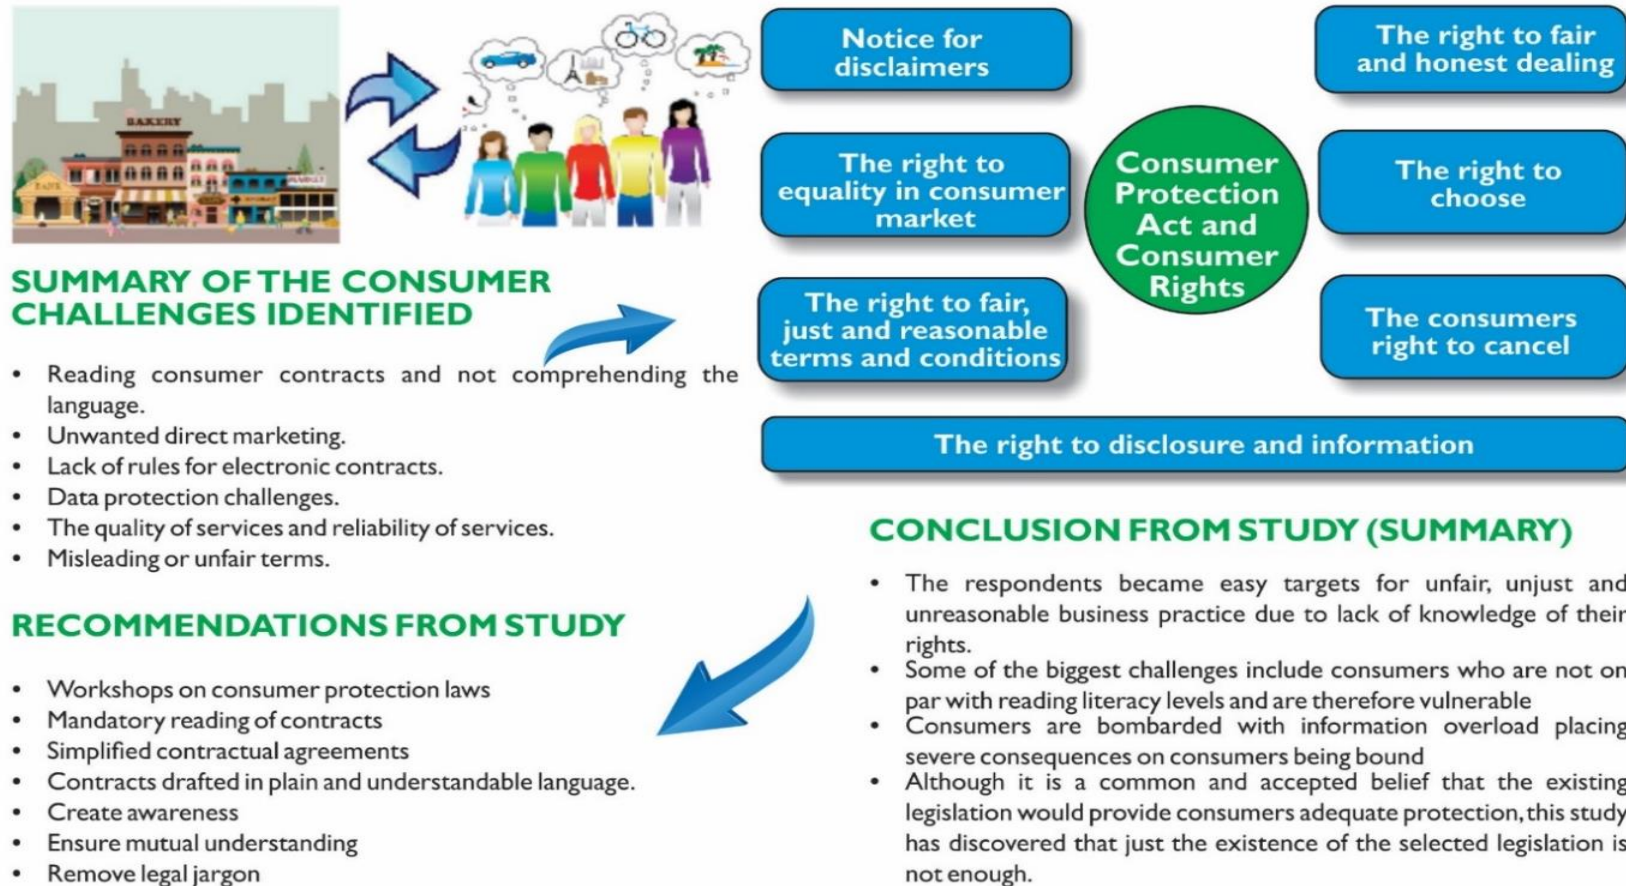 BAKERY
BANK
MARKET
SUMMARY OF THE CONSUMER
CHALLENGES IDENTIFIED
• Reading consumer contracts and not comprehending the
language.
• Unwanted direct marketing.
• Lack of rules for electronic contracts.
• Data protection challenges.
• The quality of services and reliability of services.
• Misleading or unfair terms.
RECOMMENDATIONS FROM STUDY
• Workshops on consumer protection laws
• Mandatory reading of contracts
• Simplified contractual agreements
• Contracts drafted in plain and understandable language.
• Create awareness
• Ensure mutual understanding
• Remove legal jargon
Notice for
disclaimers
The right to
equality in consumer
market
The right to fair,
just and reasonable
terms and conditions
Consumer
Protection
Act and
Consumer
Rights
The right to fair
and honest dealing
The right to
choose
The consumers
right to cancel
The right to disclosure and information
CONCLUSION FROM STUDY (SUMMARY)
• The respondents became easy targets for unfair, unjust and
unreasonable business practice due to lack of knowledge of their
rights.
• Some of the biggest challenges include consumers who are not on
par with reading literacy levels and are therefore vulnerable
• Consumers are bombarded with information overload placing
severe consequences on consumers being bound
• Although it is a common and accepted belief that the existing
legislation would provide consumers adequate protection, this study
has discovered that just the existence of the selected legislation is
not enough.